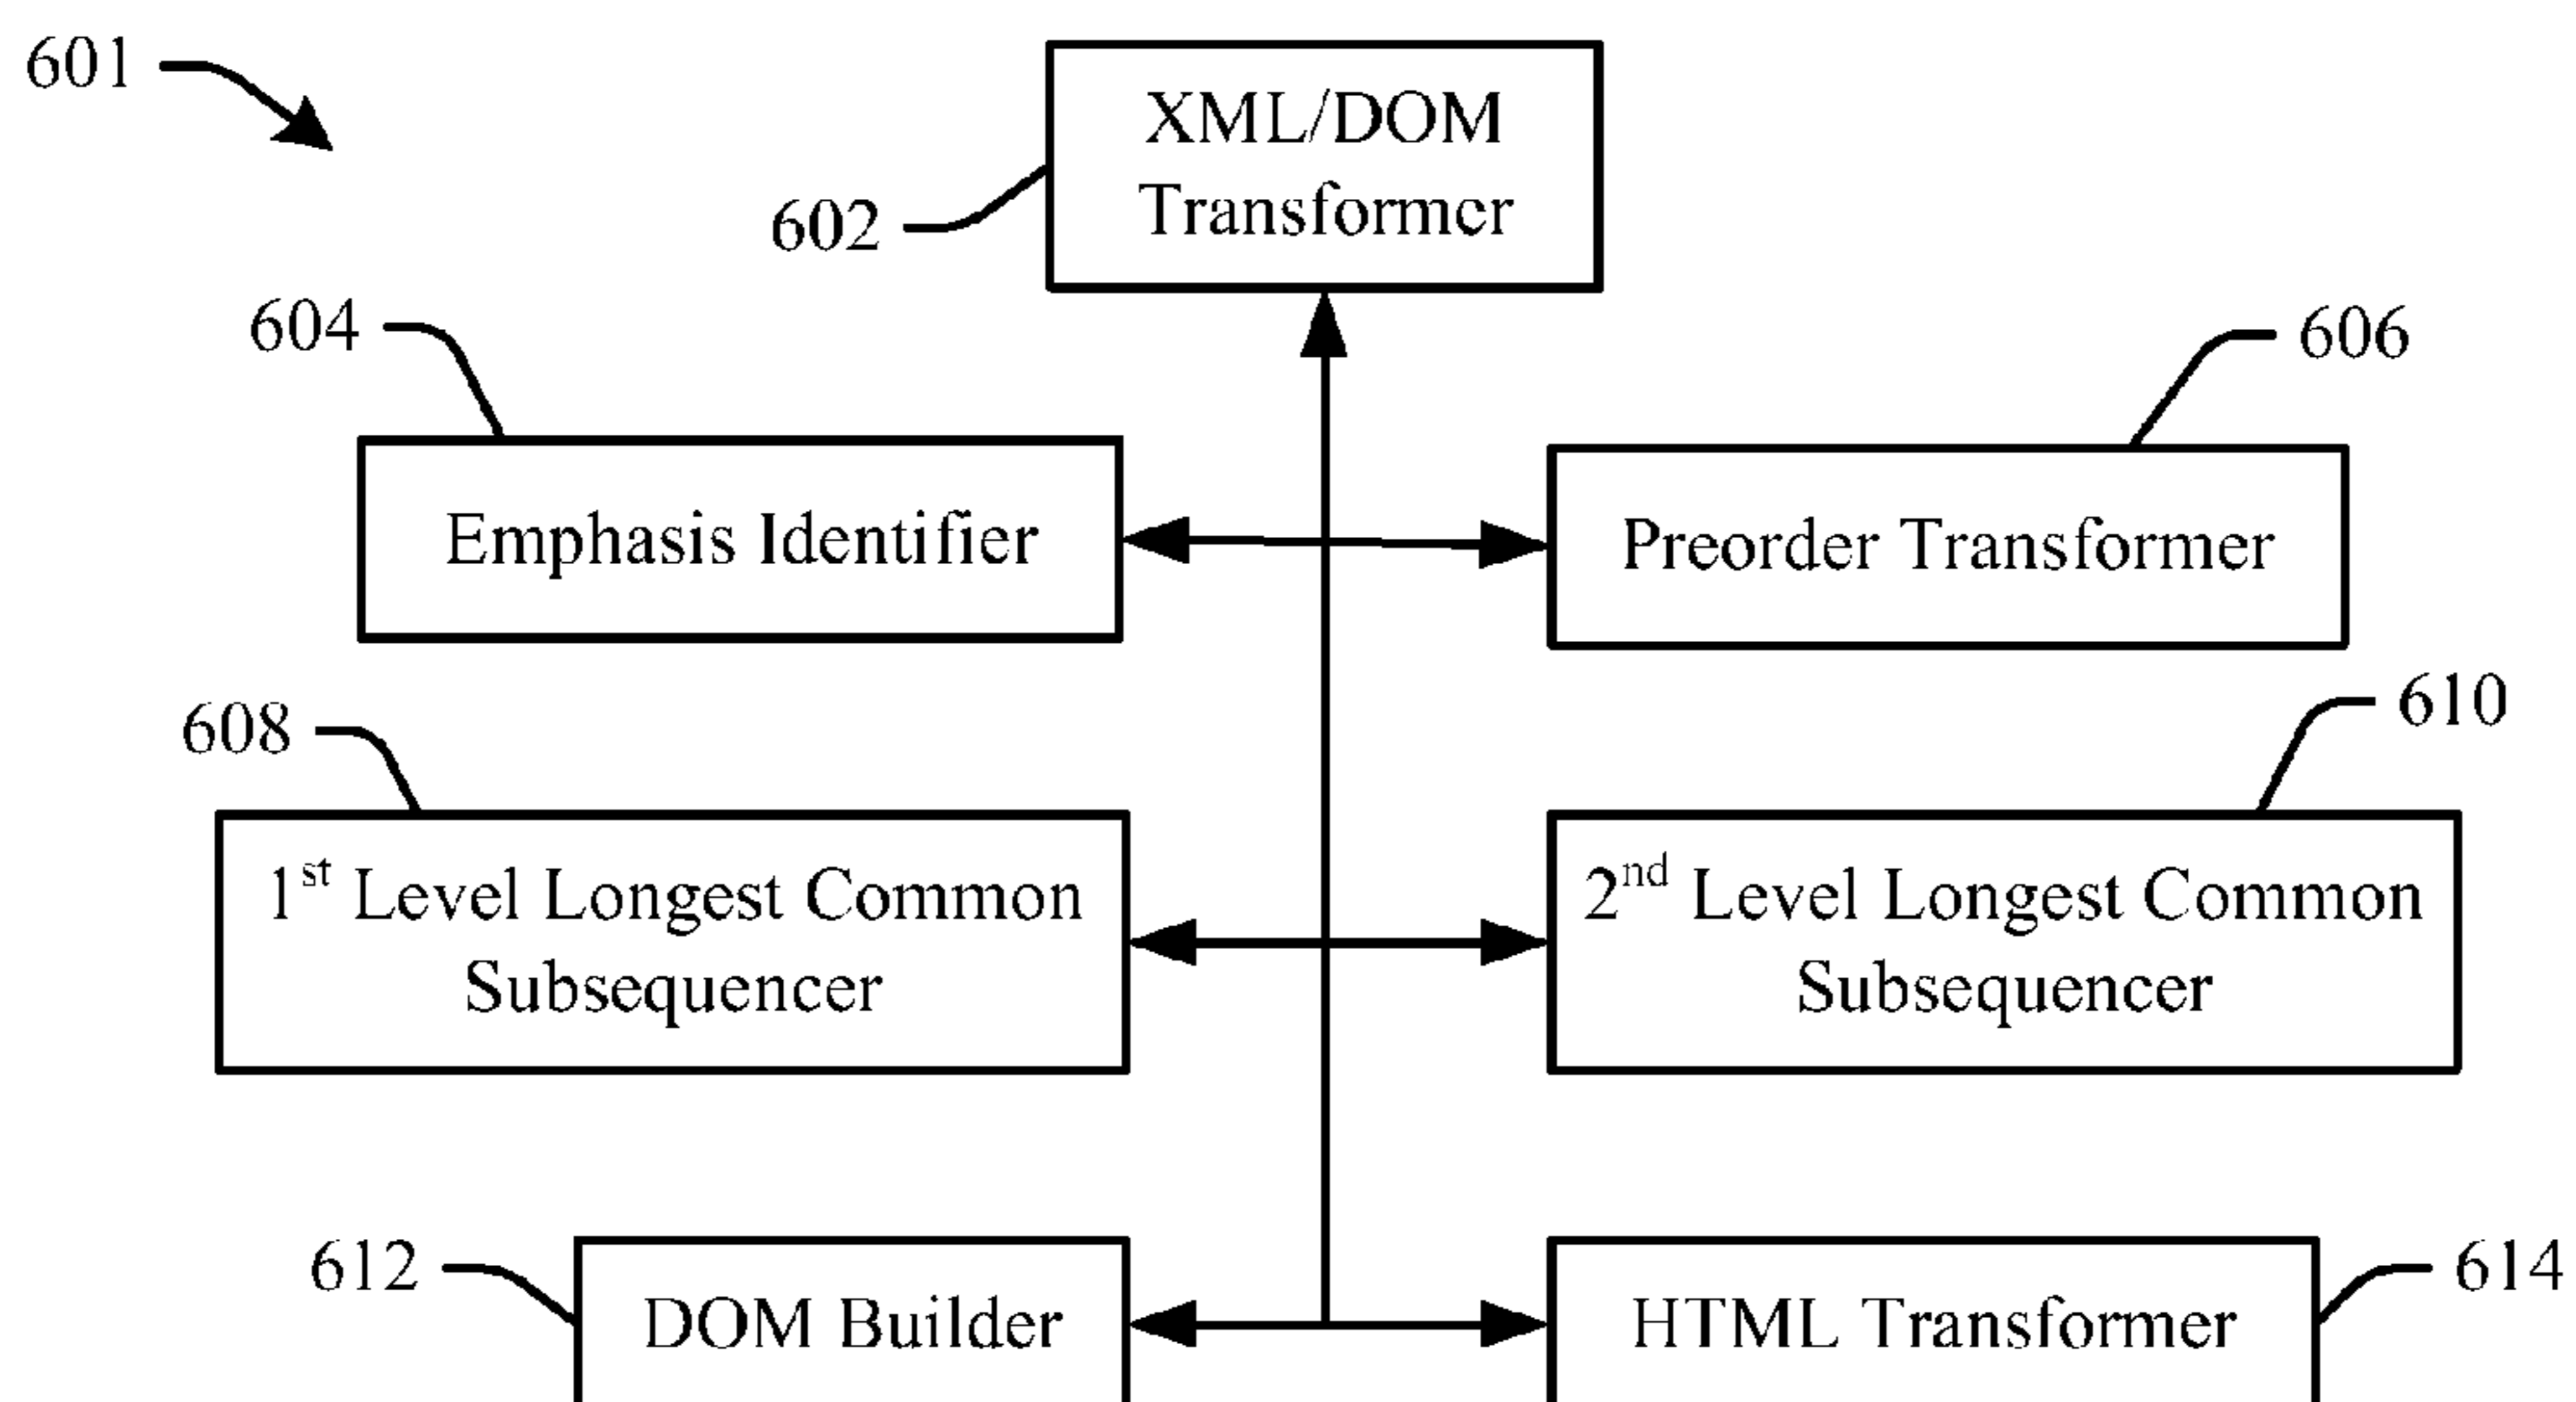 601
XML/DOM
Transformer
602
604
606
Emphasis Identifier
Preorder Transformer
608
610
1st Level Longest Common
Subsequencer
2nd Level Longest Common
Subsequencer
612
614
DOM Builder
HTML Transformer